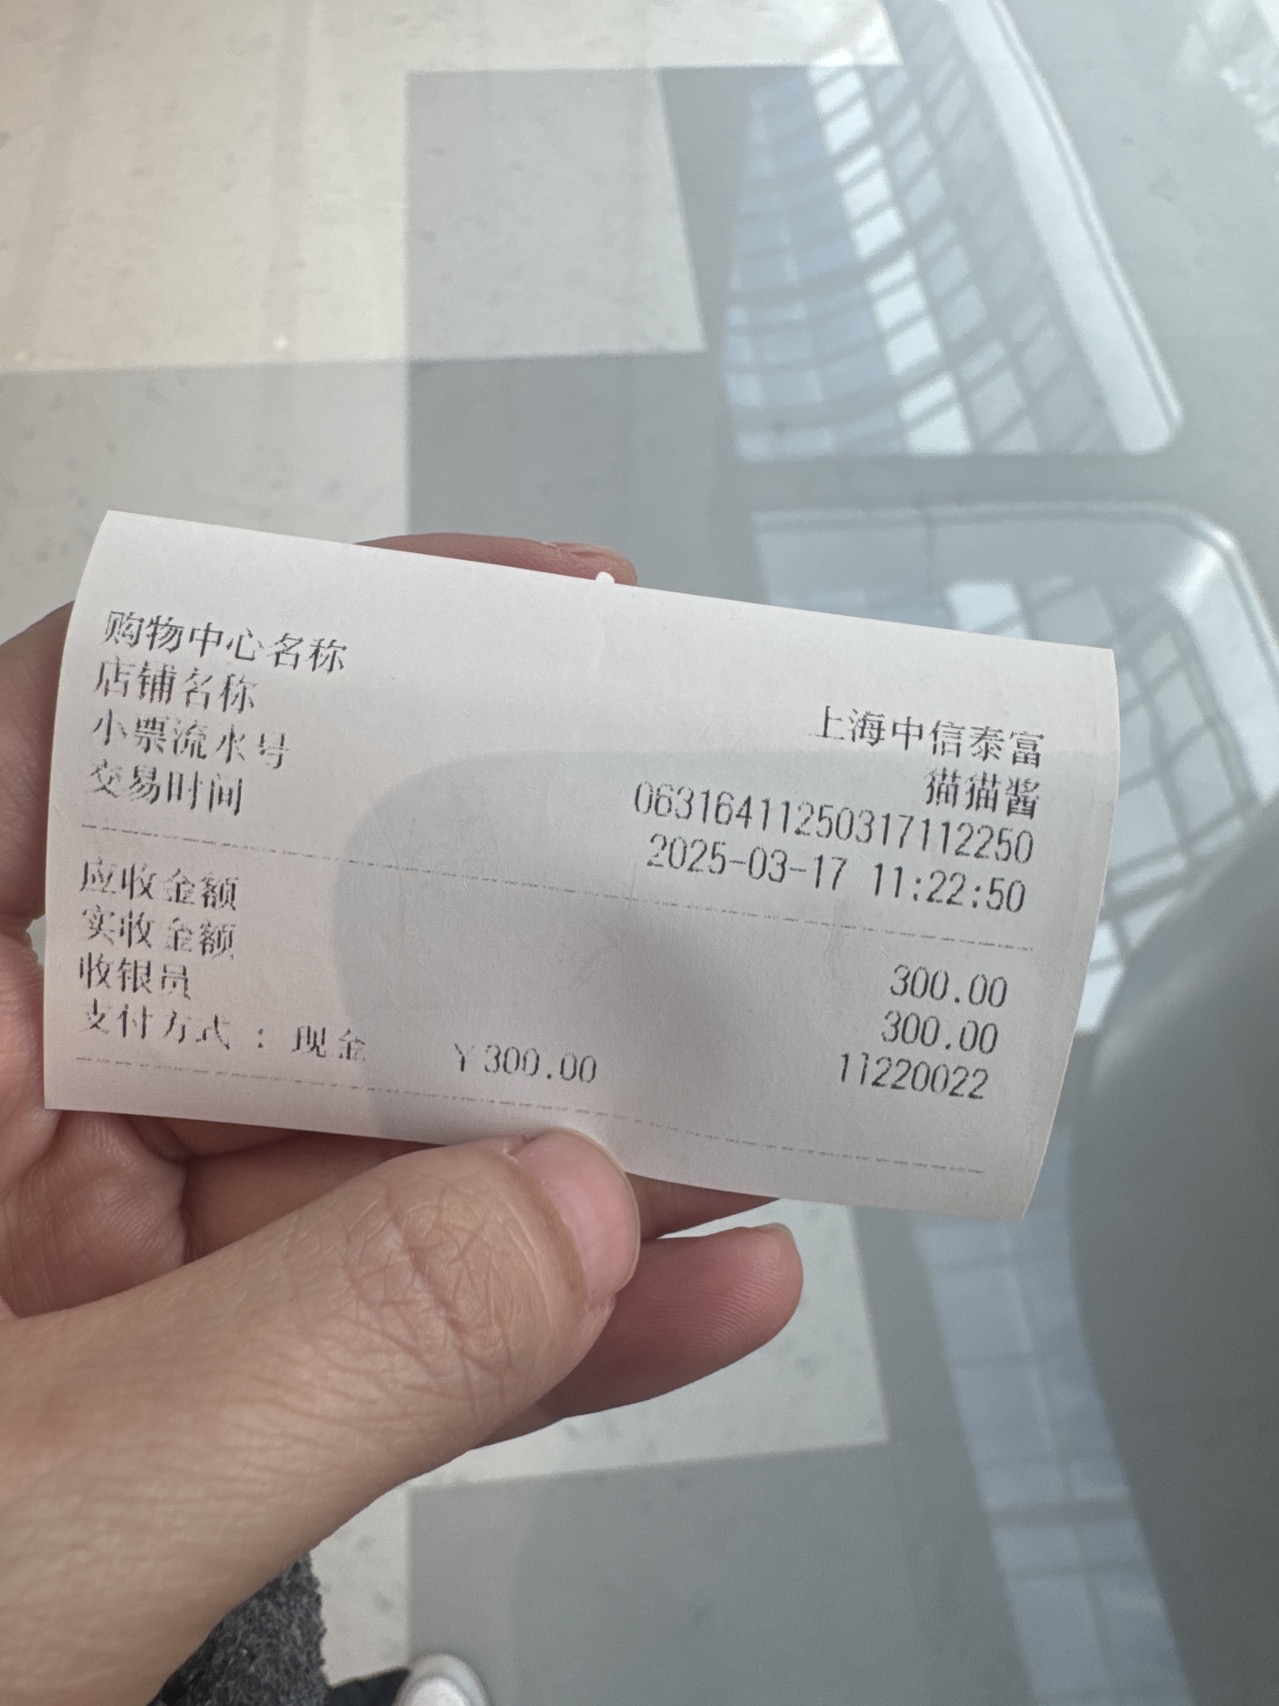 购物中心名称 上海中信泰富
店铺名称 猫猫酱
小票流水号 06316411250317112250
交易时间 2025-03-17 11:22:50
应收金额 300.00
实收金额 300.00
收银员 11220022
支付方式 : 现金 ¥300.00